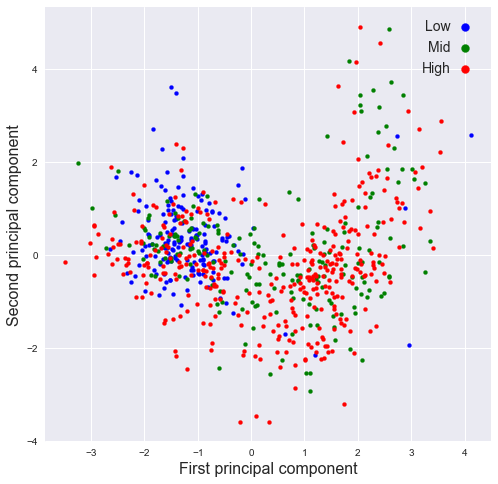 Low
Mid
High
4
2
0
−2
−4
Second principal component
−3 −2 −1 0 1 2 3 4
First principal component